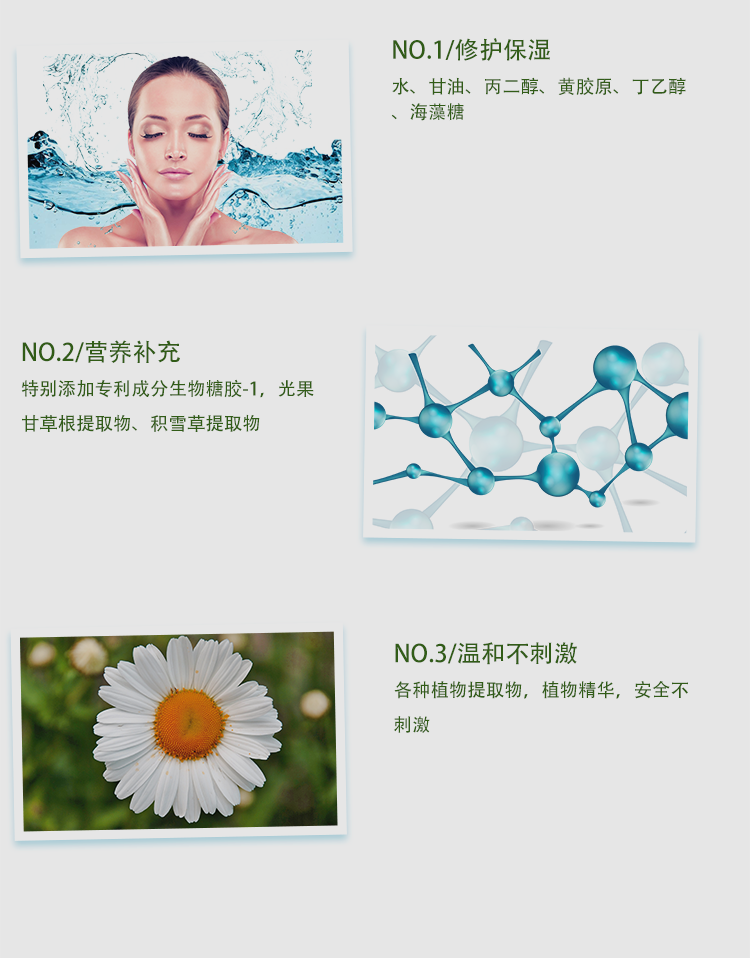 NO.1/修护保湿
水、甘油、丙二醇、黄胶原、丁乙醇
、海藻糖
NO.2/营养补充
特别添加专利成分生物糖胶-1，光果
甘草根提取物、积雪草提取物
NO.3/温和不刺激
各种植物提取物，植物精华，安全不
刺激